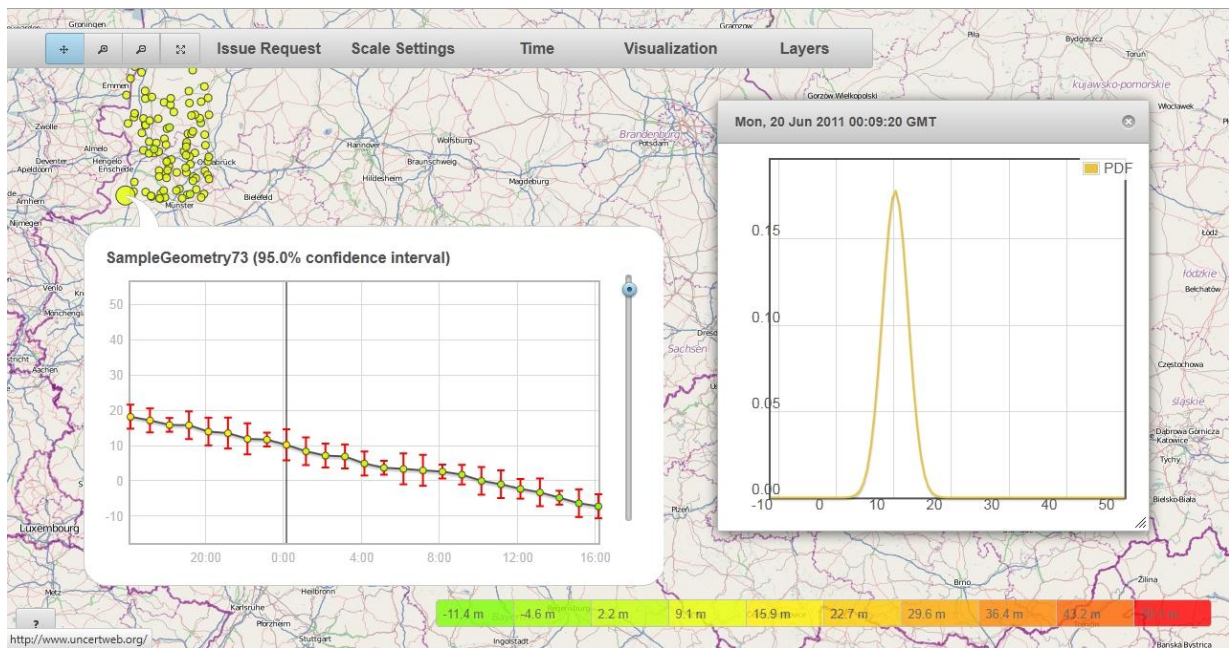 Groningen
Gramzow
Piła
Bydgoszcz
Toruń
Issue Request Scale Settings Time Visualization Layers
Emmen
kujawsko-pomorskie
Gorzów Wielkopolski
Włocławek
Zwolle
Almelo
Hannover
Wolfsburg
Brandenburg
Potsdam
Mon, 20 Jun 2011 00:09:20 GMT
Deventer
Hengelo
Osnabrück
Braunschweig
Apeldoorn
Enschede
Hildesheim
Magdeburg
PDF
Arnhem
Münster
Bielefeld
Nijmegen
0.15
Łódź
SampleGeometry73 (95.0% confidence interval)
łódzkie
Venlo
Bełchatów
50
40
30
20
10
0
-10
20:00 0:00 4:00 8:00 12:00 16:00
0.10
0.05
0.00
-10 0 10 20 30 40 50
Sachsen
Aachen
Częstochowa
śląskie
Dąbrowa Górnicza
Katowice
Tychy
Plzeň
Bielsko-Biała
Luxembourg
Metz
Heilbronn
Brno
Žilina
Karlsruhe
-11.4 m -4.6 m 2.2 m 9.1 m 15.9 m 22.7 m 29.6 m 36.4 m 43.2 m
?
Pforzheim
http://www.uncertweb.org/
Stuttgart
Ingolstadt
Banská Bystrica